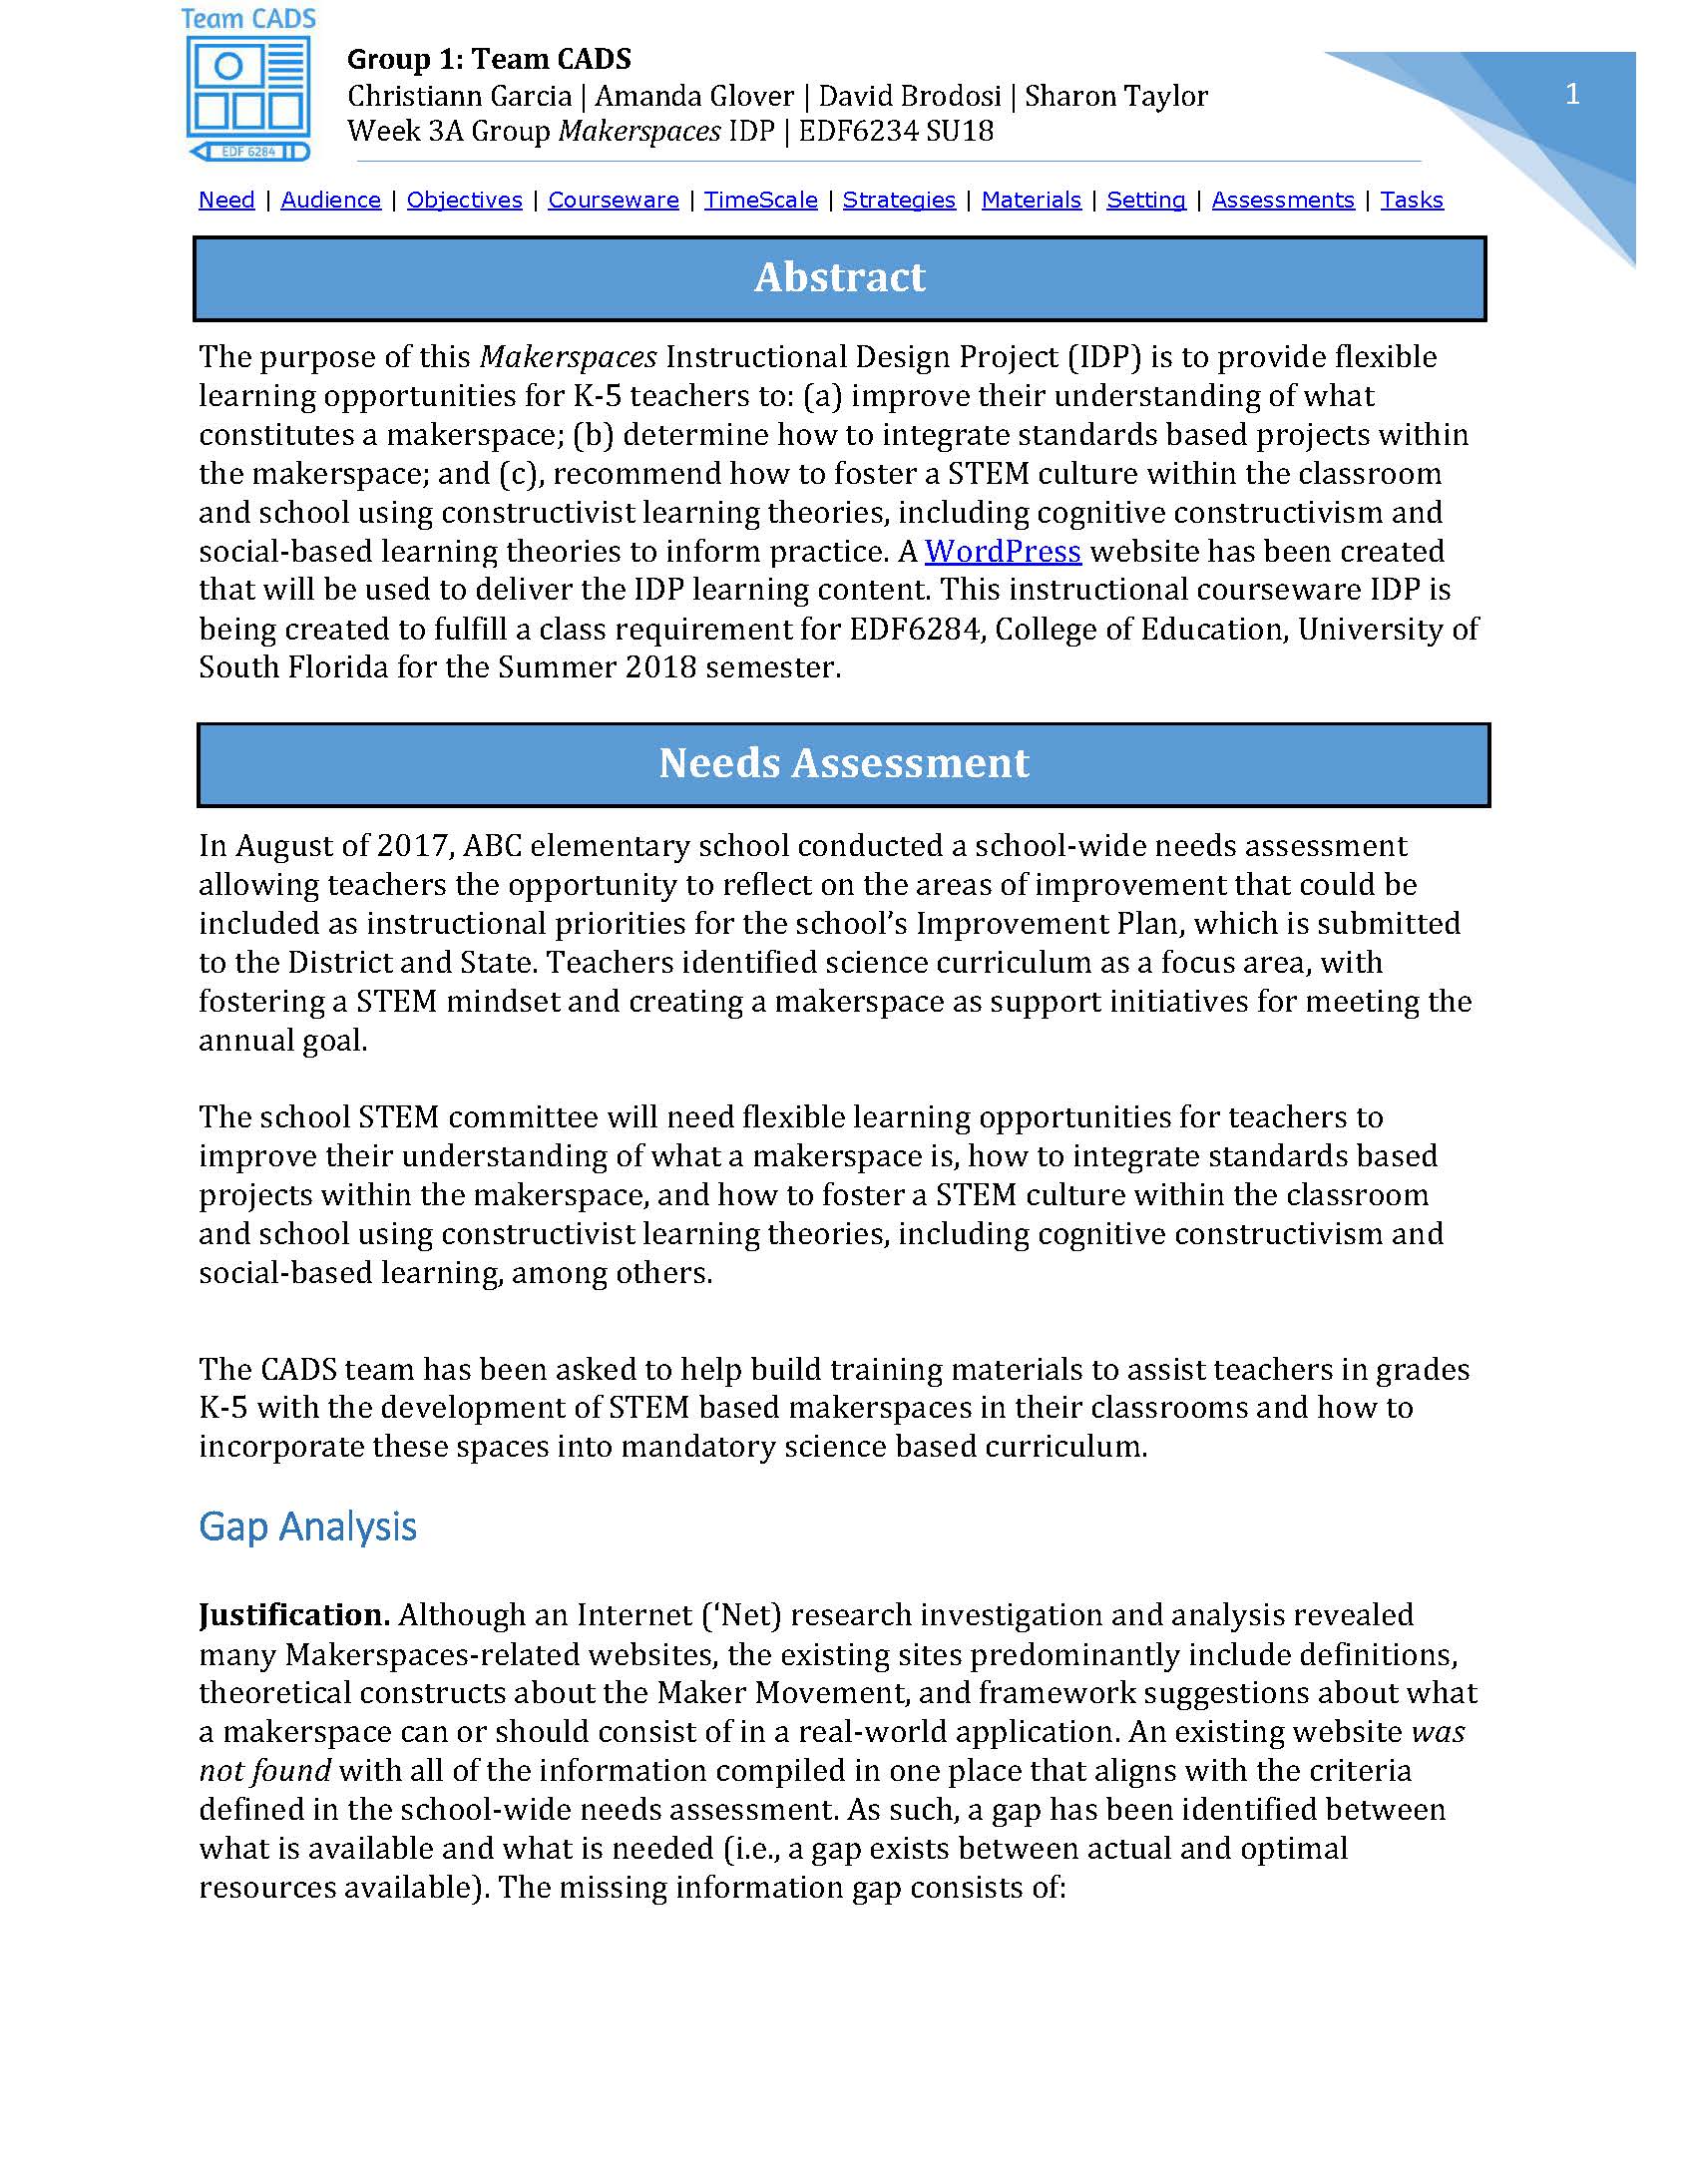 Team CADS
EDF 6284
Group 1: Team CADS
Christiann Garcia | Amanda Glover | David Brodosi | Sharon Taylor
Week 3A Group Makerspaces IDP | EDF6234 SU18
1
Need | Audience | Objectives | Courseware | TimeScale | Strategies | Materials | Setting | Assessments | Tasks
Abstract
The purpose of this Makerspaces Instructional Design Project (IDP) is to provide flexible
learning opportunities for K-5 teachers to: (a) improve their understanding of what
constitutes a makerspace; (b) determine how to integrate standards based projects within
the makerspace; and (c), recommend how to foster a STEM culture within the classroom
and school using constructivist learning theories, including cognitive constructivism and
social-based learning theories to inform practice. A WordPress website has been created
that will be used to deliver the IDP learning content. This instructional courseware IDP is
being created to fulfill a class requirement for EDF6284, College of Education, University of
South Florida for the Summer 2018 semester.
Needs Assessment
In August of 2017, ABC elementary school conducted a school-wide needs assessment
allowing teachers the opportunity to reflect on the areas of improvement that could be
included as instructional priorities for the school’s Improvement Plan, which is submitted
to the District and State. Teachers identified science curriculum as a focus area, with
fostering a STEM mindset and creating a makerspace as support initiatives for meeting the
annual goal.
The school STEM committee will need flexible learning opportunities for teachers to
improve their understanding of what a makerspace is, how to integrate standards based
projects within the makerspace, and how to foster a STEM culture within the classroom
and school using constructivist learning theories, including cognitive constructivism and
social-based learning, among others.
The CADS team has been asked to help build training materials to assist teachers in grades
K-5 with the development of STEM based makerspaces in their classrooms and how to
incorporate these spaces into mandatory science based curriculum.
Gap Analysis
Justification. Although an Internet (‘Net) research investigation and analysis revealed
many Makerspaces-related websites, the existing sites predominantly include definitions,
theoretical constructs about the Maker Movement, and framework suggestions about what
a makerspace can or should consist of in a real-world application. An existing website was
not found with all of the information compiled in one place that aligns with the criteria
defined in the school-wide needs assessment. As such, a gap has been identified between
what is available and what is needed (i.e., a gap exists between actual and optimal
resources available). The missing information gap consists of: